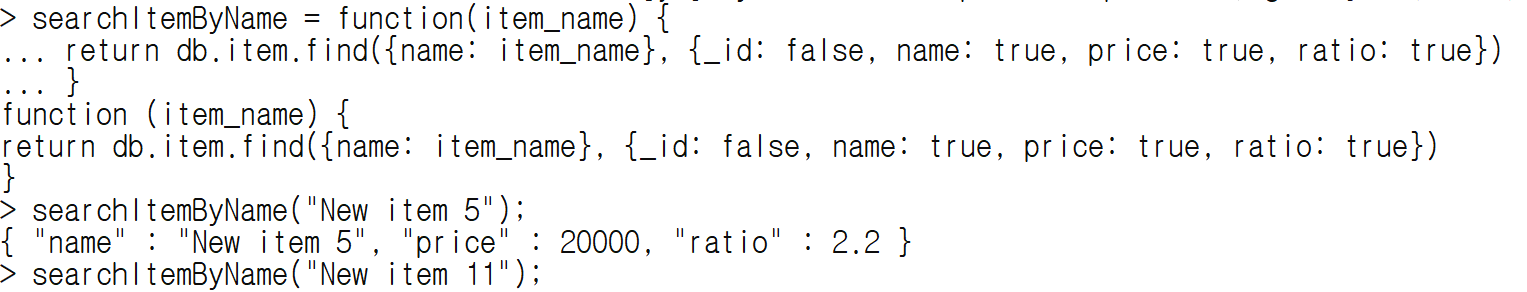 > searchItemByName = function(item_name) {
... return db.item.find({name: item_name}, {_id: false, name: true, price: true, ratio: true})
... }
function (item_name) {
return db.item.find({name: item_name}, {_id: false, name: true, price: true, ratio: true})
}
> searchItemByName("New item 5");
{ "name" : "New item 5", "price" : 20000, "ratio" : 2.2 }
> searchItemByName("New item 11");